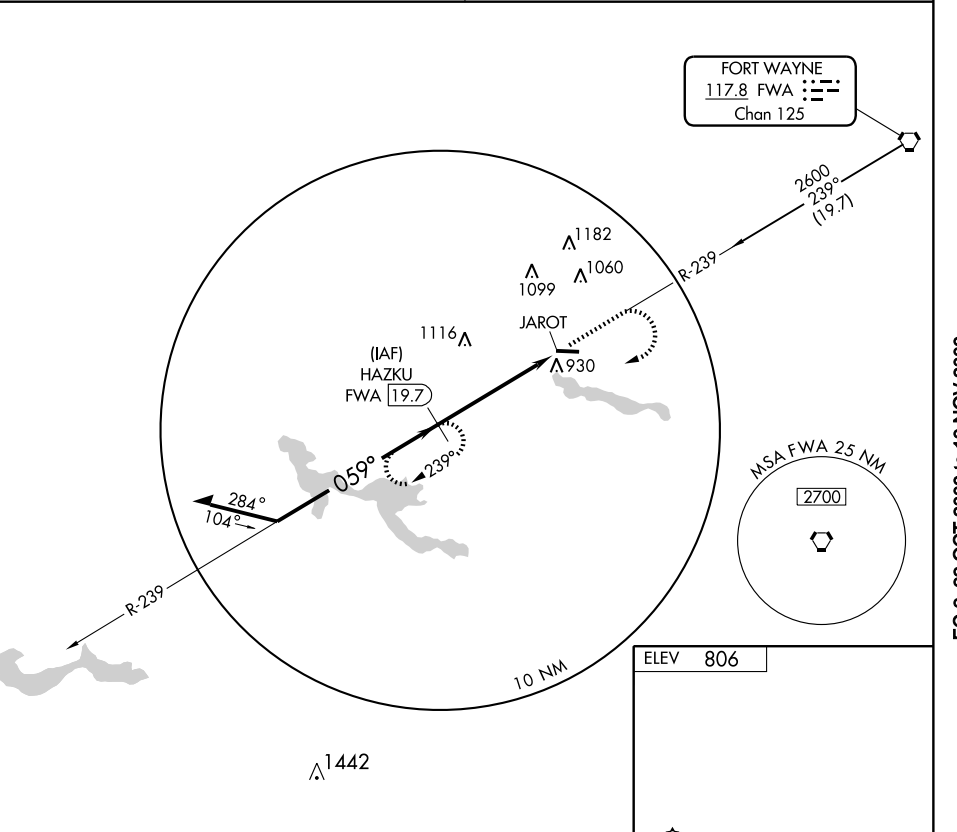 FORT WAYNE
117.8 FWA
Chan 125
2600
239°
(19.7)
R-239
1182
1060
1099
JAROT
1116
930
(IAF)
HAZKU
FWA 19.7
239°
059°
284°
104°
R-239
MSA FWA 25 NM
2700
10 NM
ELEV 806
1442